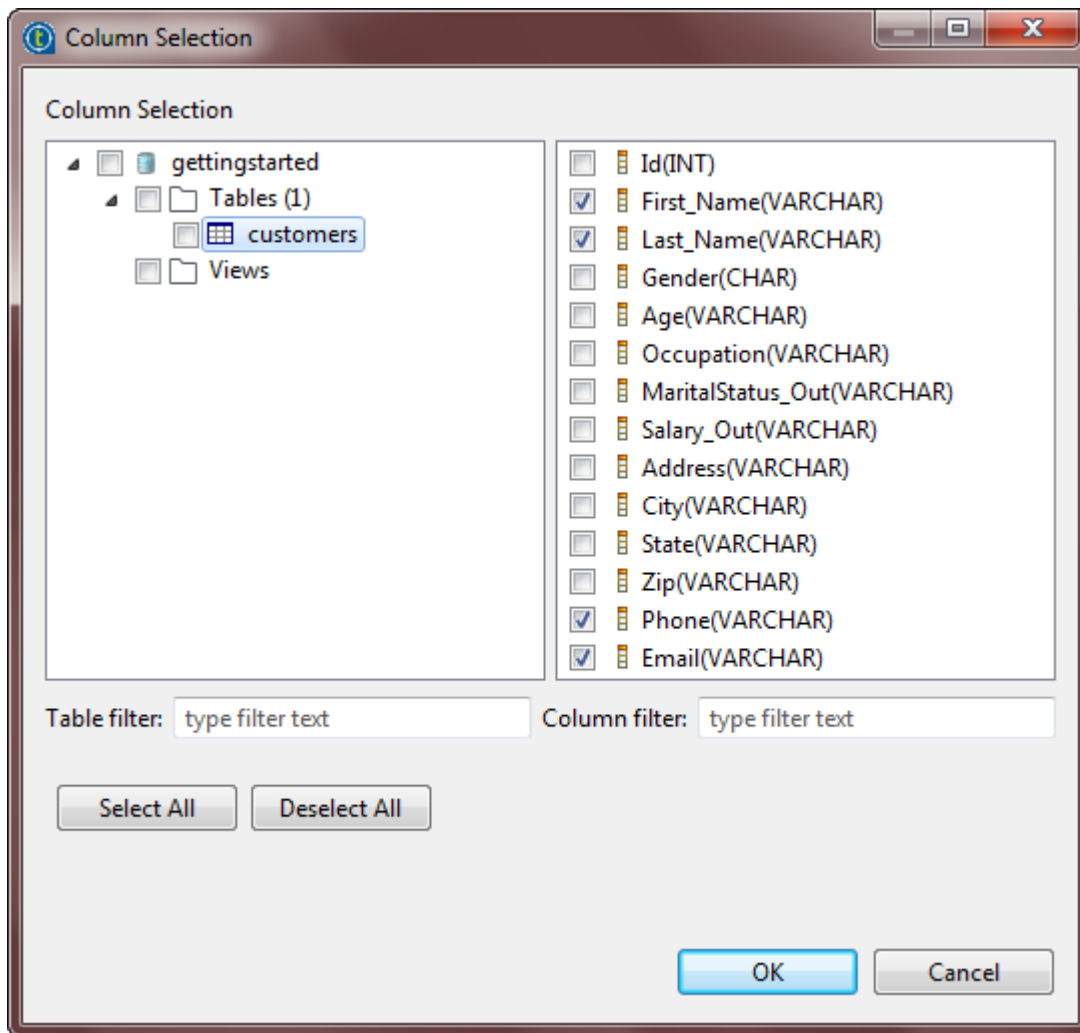 Column Selection
Column Selection
gettingstarted
Tables (1)
customers
Views
Id(INT)
First_Name(VARCHAR)
Last_Name(VARCHAR)
Gender(CHAR)
Age(VARCHAR)
Occupation(VARCHAR)
MaritalStatus_Out(VARCHAR)
Salary_Out(VARCHAR)
Address(VARCHAR)
City(VARCHAR)
State(VARCHAR)
Zip(VARCHAR)
Phone(VARCHAR)
Email(VARCHAR)
Table filter: type filter text Column filter: type filter text
Select All Deselect All
OK Cancel